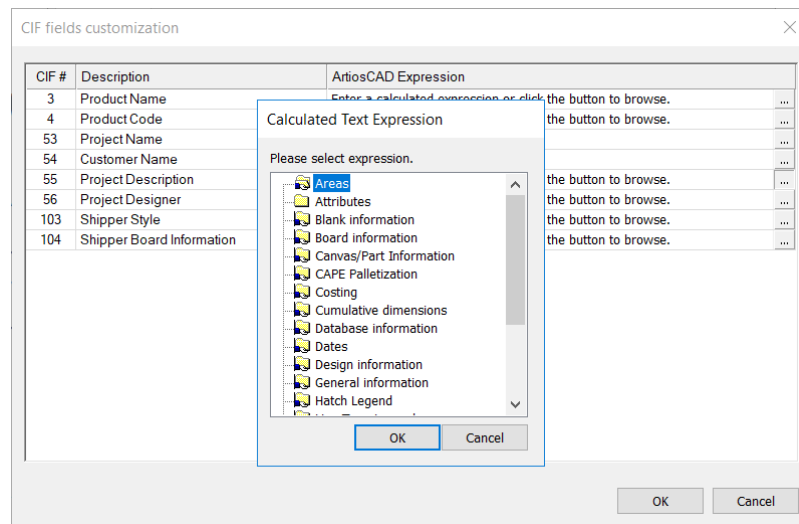 CIF fields customization
CIF # Description ArtiosCAD Expression
3 Product Name Enter a calculated expression or click the button to browse. ...
4 Product Code the button to browse. ...
53 Project Name ...
54 Customer Name ...
55 Project Description the button to browse. ...
56 Project Designer the button to browse. ...
103 Shipper Style the button to browse. ...
104 Shipper Board Information the button to browse. ...
Calculated Text Expression
Please select expression.
Areas
Attributes
Blank information
Board information
Canvas/Part Information
CAPE Palletization
Costing
Cumulative dimensions
Database information
Dates
Design information
General information
Hatch Legend
OK Cancel
OK Cancel